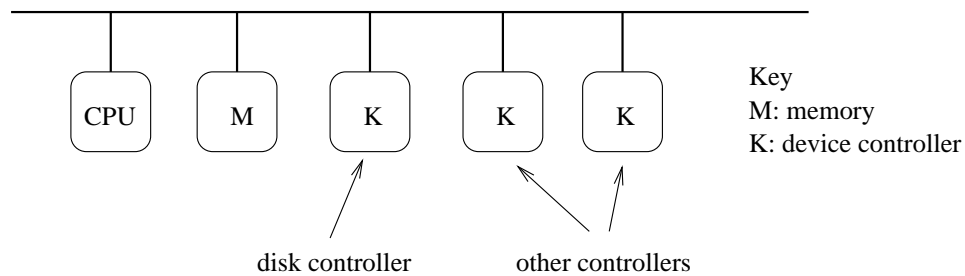 CPU M K K K
Key
M: memory
K: device controller
disk controller other controllers